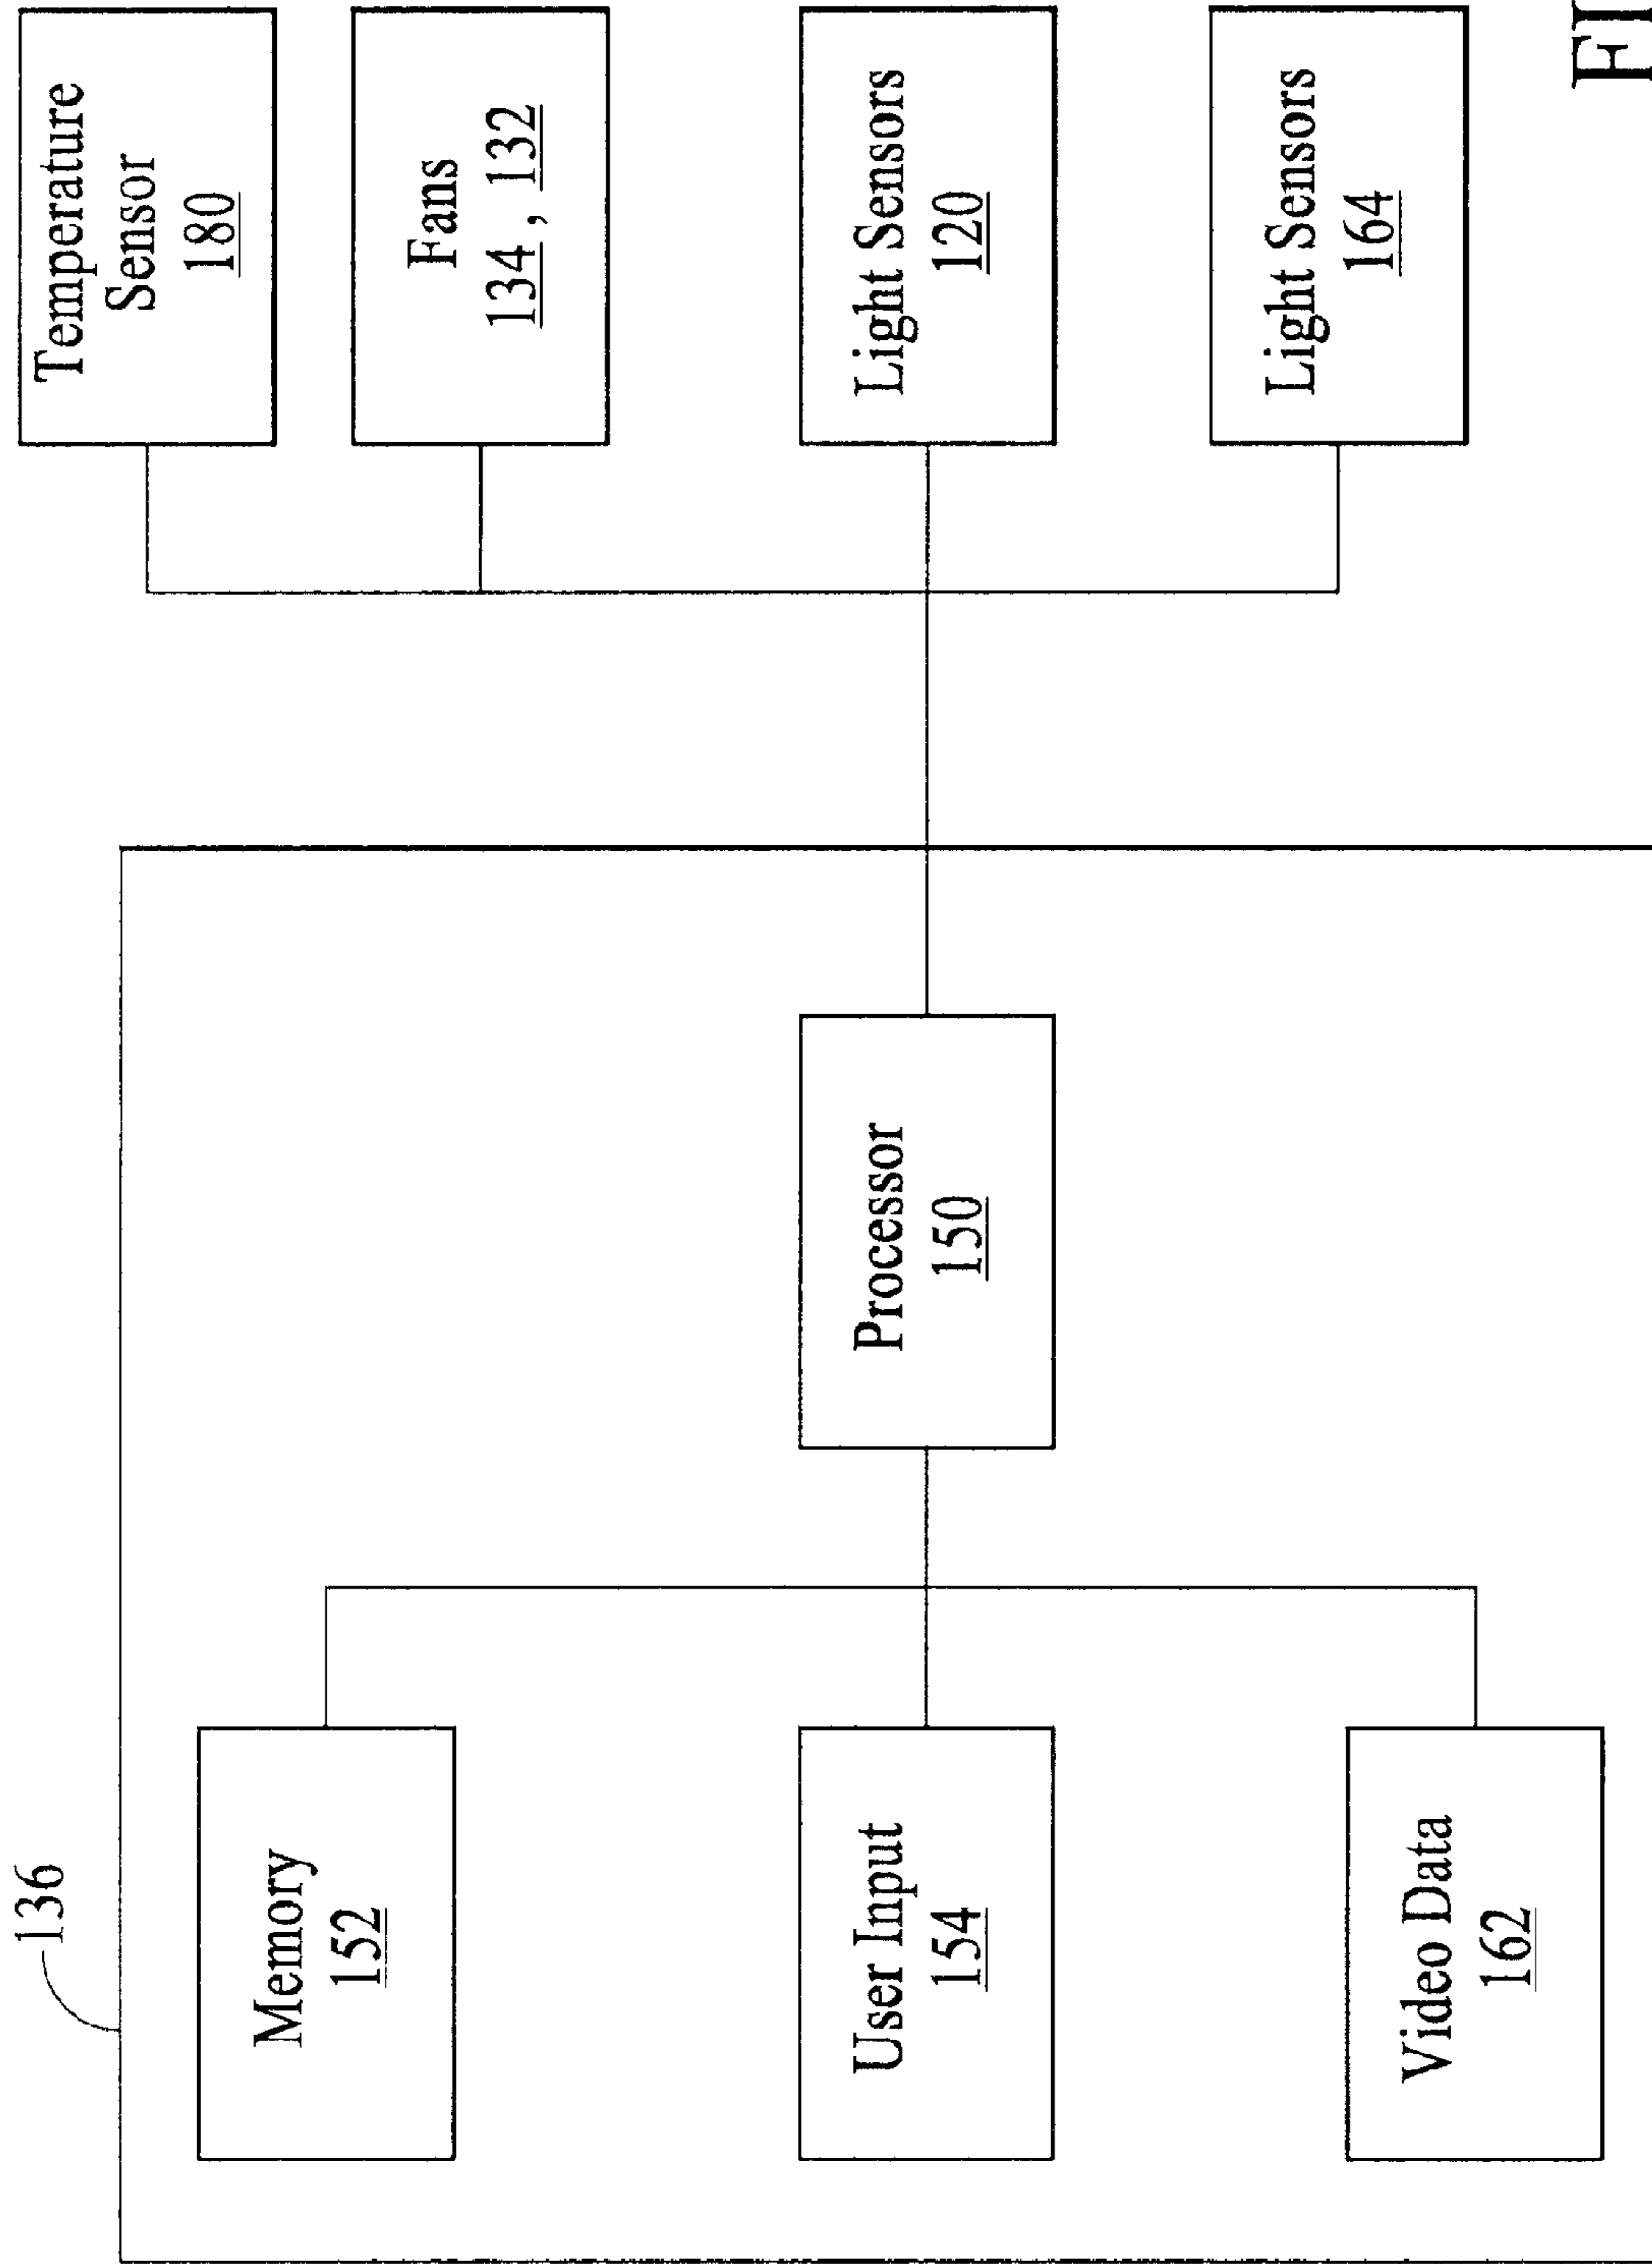 136
Memory
152
User Input
154
Video Data
162
Processor
150
Temperature
Sensor
180
Fans
134 , 132
Light Sensors
120
Light Sensors
164